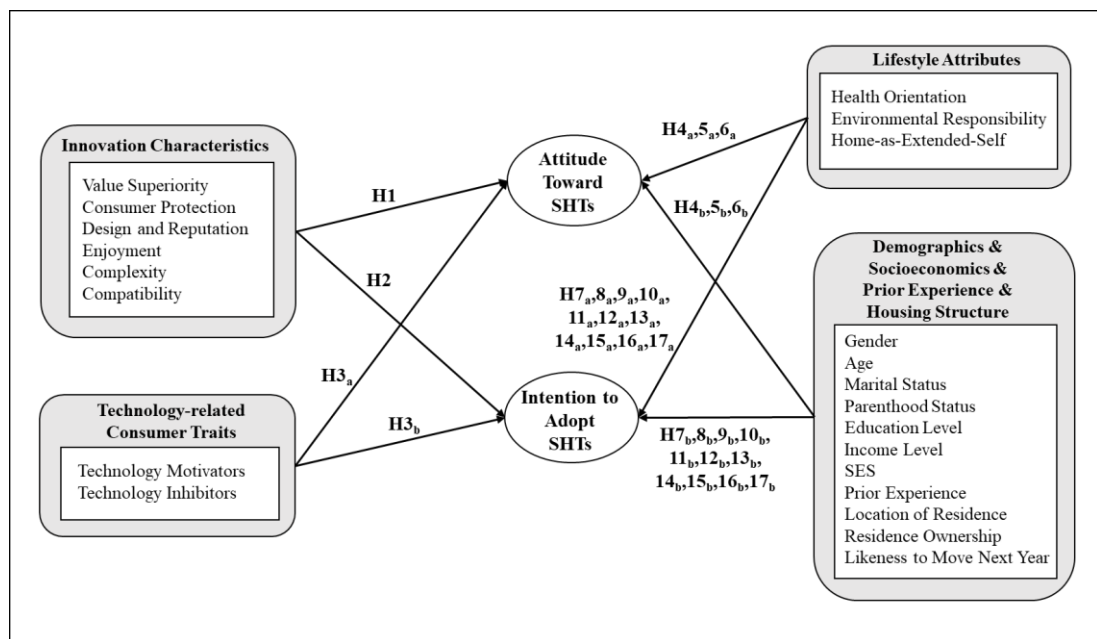 Innovation Characteristics
Value Superiority
Consumer Protection
Design and Reputation
Enjoyment
Complexity
Compatibility
Technology-related
Consumer Traits
Technology Motivators
Technology Inhibitors
H1
H2
H3a
H3b
Attitude
Toward
SHTs
Intention to
Adopt
SHTs
H4a,5a,6a
H4b,5b,6b
H7a,8a,9a,10a,
11a,12a,13a,
14a,15a,16a,17a
H7b,8b,9b,10b,
11b,12b,13b,
14b,15b,16b,17b
Lifestyle Attributes
Health Orientation
Environmental Responsibility
Home-as-Extended-Self
Demographics &
Socioeconomics &
Prior Experience &
Housing Structure
Gender
Age
Marital Status
Parenthood Status
Education Level
Income Level
SES
Prior Experience
Location of Residence
Residence Ownership
Likeness to Move Next Year